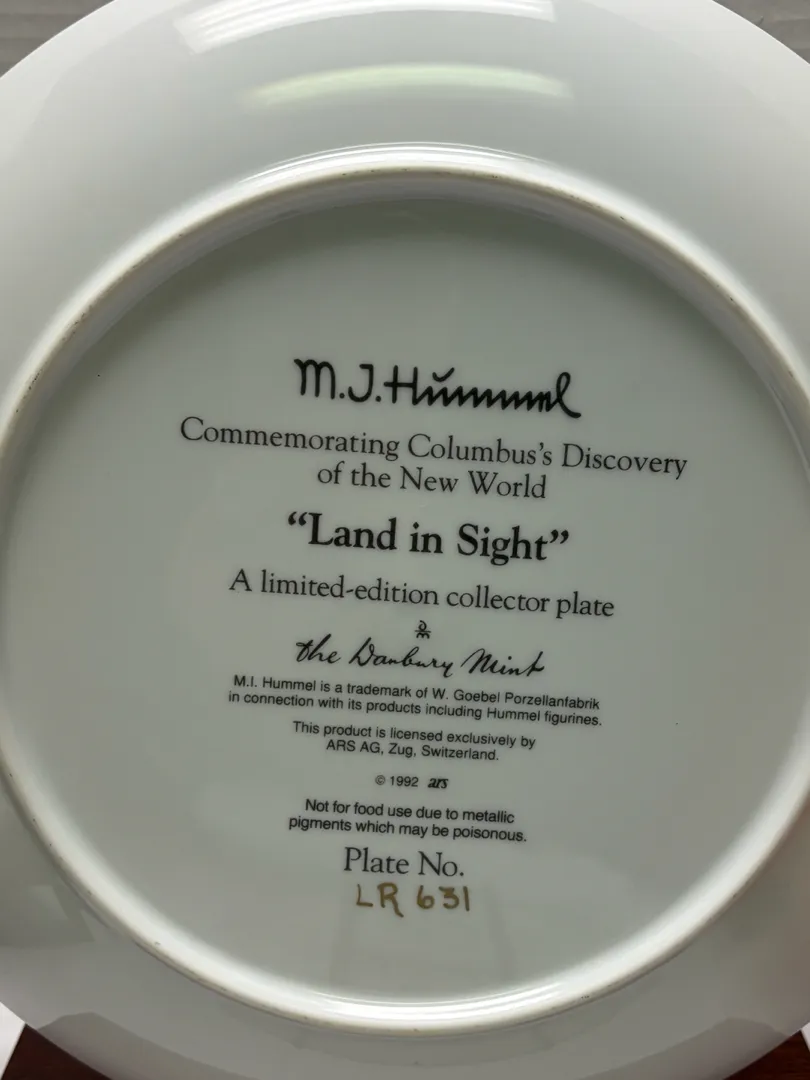 M.J.Hummel
Commemorating Columbus's Discovery
of the New World
“Land in Sight”
A limited-edition collector plate
the Danbury Mint
M.I. Hummel is a trademark of W. Goebel Porzellanfabrik
in connection with its products including Hummel figurines.
This product is licensed exclusively by
ARS AG, Zug, Switzerland.
© 1992 ars
Not for food use due to metallic
pigments which may be poisonous.
Plate No.
LR 631